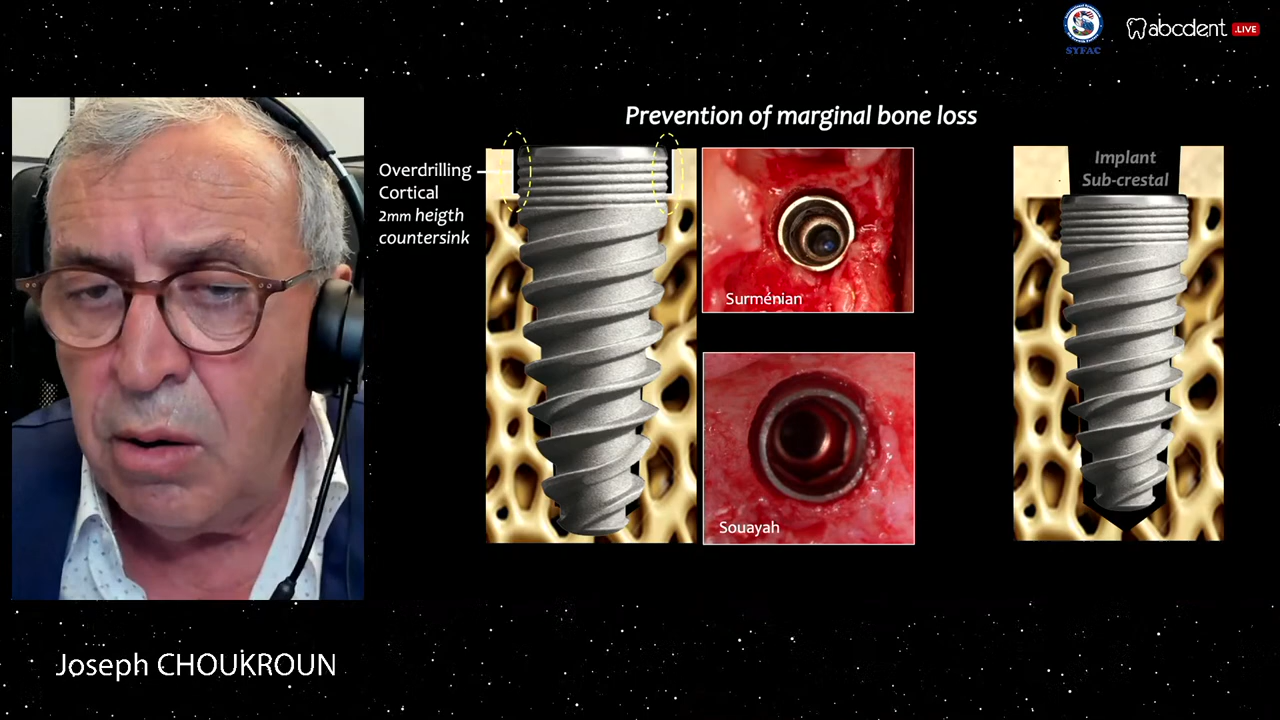 SYFAC
abcdent .LIVE
Prevention of marginal bone loss
Overdrilling
Cortical
2mm heigth
countersink
Surménian
Souayah
Implant
Sub-crestal
Joseph CHOUKROUN